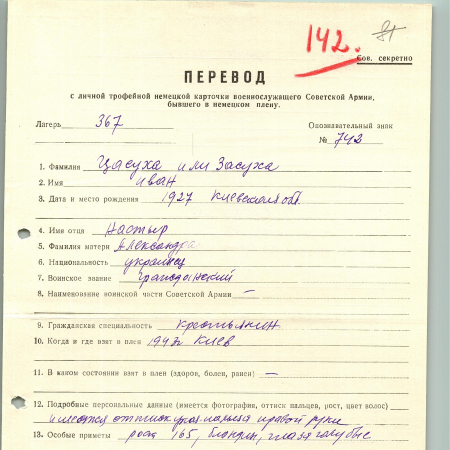 142.
Сов. секретно
ПЕРЕВОД
с личной трофейной немецкой карточки военнослужащего Советской Армии,
бывшего в немецком плену.
Лагерь 367
Опознавательный знак
№ 742
1. Фамилия Цасуха или Засуха
2. Имя Иван
3. Дата и место рождения 1927 Киевская обл.
4. Имя отца Настыр
5. Фамилия матери Александра
6. Национальность украинец
7. Воинское звание Гражданский
8. Наименование воинской части Советской Армии —
9. Гражданская специальность крестьянин
10. Когда и где взят в плен 1943г Киев
11. В каком состоянии взят в плен (здоров, болен, ранен) —
12. Подробные персональные данные (имеется фотография, оттиск пальцев, рост, цвет волос)
имеется оттиск указ. пальца правой руки
13. Особые приметы рост 165, блондин, глаза голубые